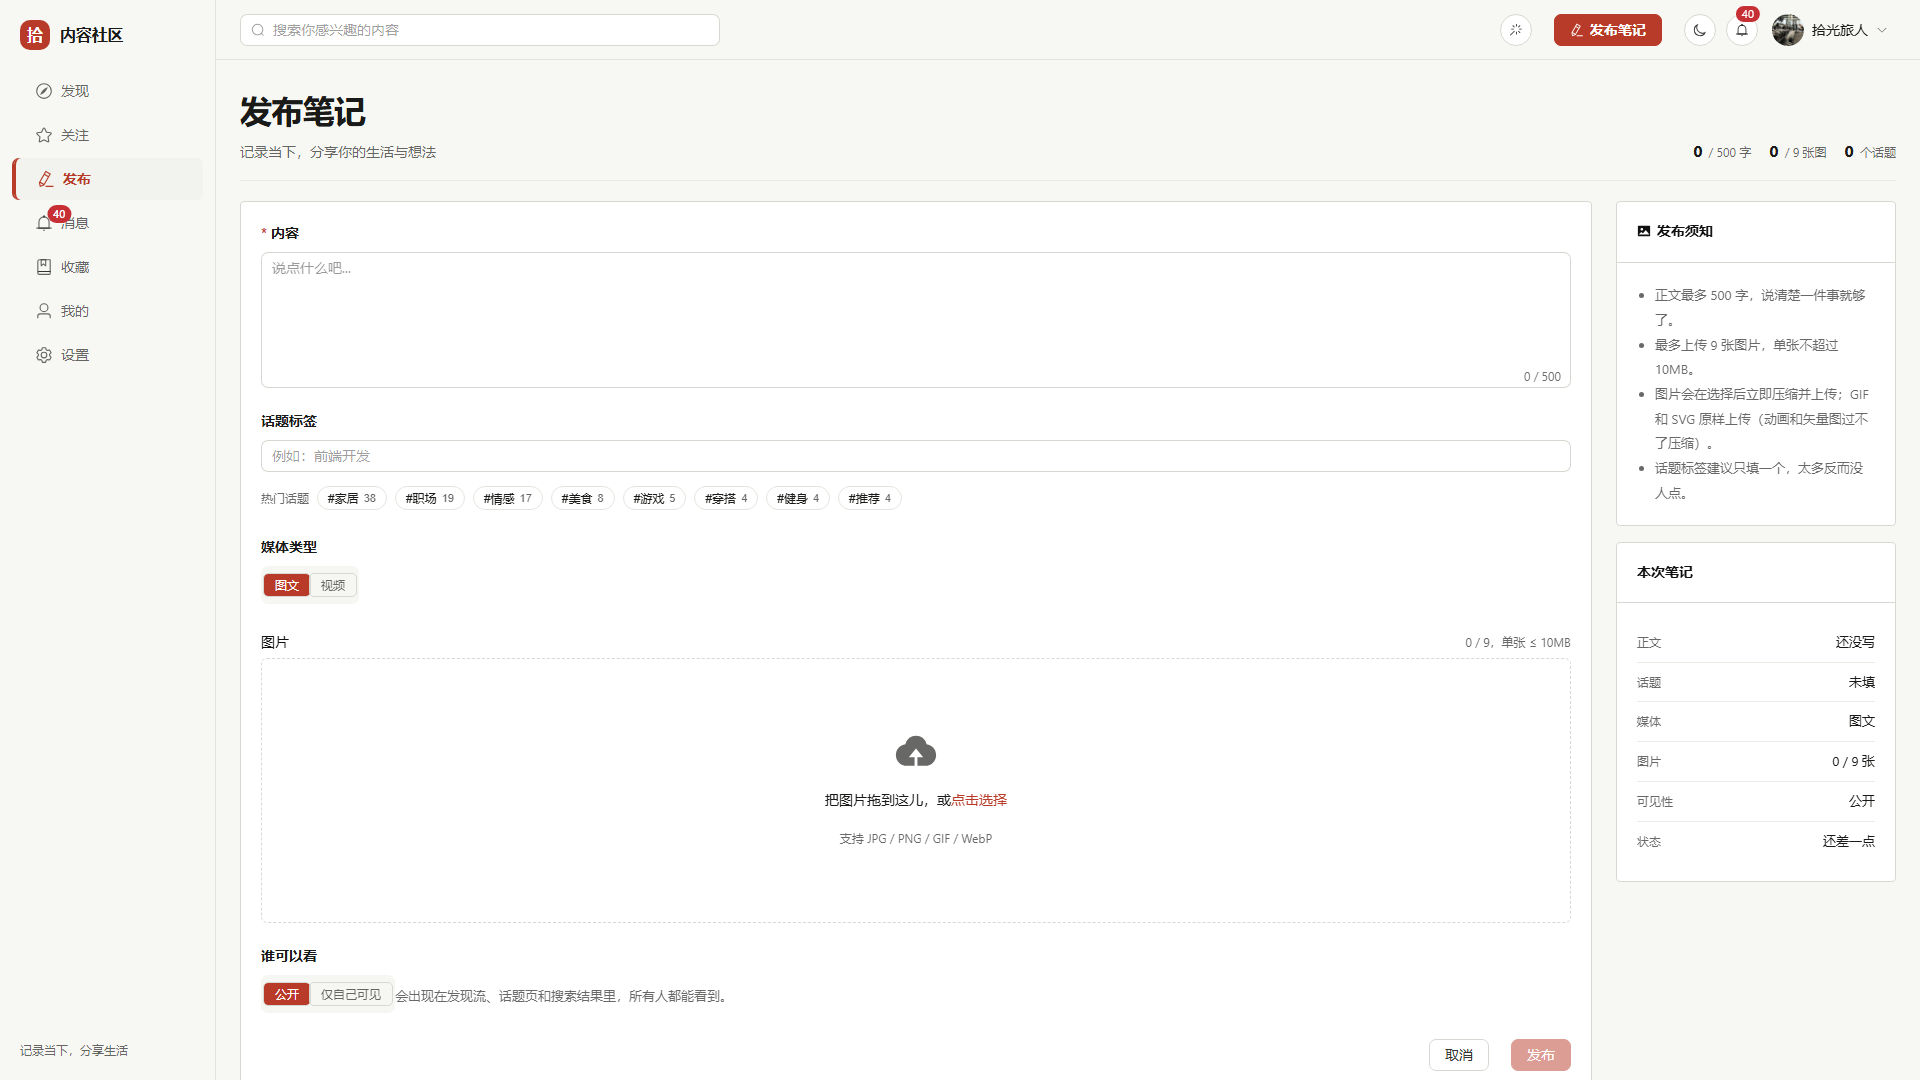 拾 内容社区
搜索你感兴趣的内容
发布笔记
40
拾光旅人
发现
关注
发布
40
消息
收藏
我的
设置
记录当下，分享生活
发布笔记
记录当下，分享你的生活与想法
0 / 500 字 0 / 9 张图 0 个话题
* 内容
说点什么吧...
0 / 500
话题标签
例如：前端开发
热门话题 #家居 38 #职场 19 #情感 17 #美食 8 #游戏 5 #穿搭 4 #健身 4 #推荐 4
媒体类型
图文 视频
图片 0 / 9，单张 ≤ 10MB
把图片拖到这儿，或点击选择
支持 JPG / PNG / GIF / WebP
谁可以看
公开 仅自己可见 会出现在发现流、话题页和搜索结果里，所有人都能看到。
取消 发布
发布须知
正文最多 500 字，说清楚一件事就够
了。
最多上传 9 张图片，单张不超过
10MB。
图片会在选择后立即压缩并上传；GIF
和 SVG 原样上传（动画和矢量图过不
了压缩）。
话题标签建议只填一个，太多反而没
人点。
本次笔记
正文 还没写
话题 未填
媒体 图文
图片 0 / 9 张
可见性 公开
状态 还差一点